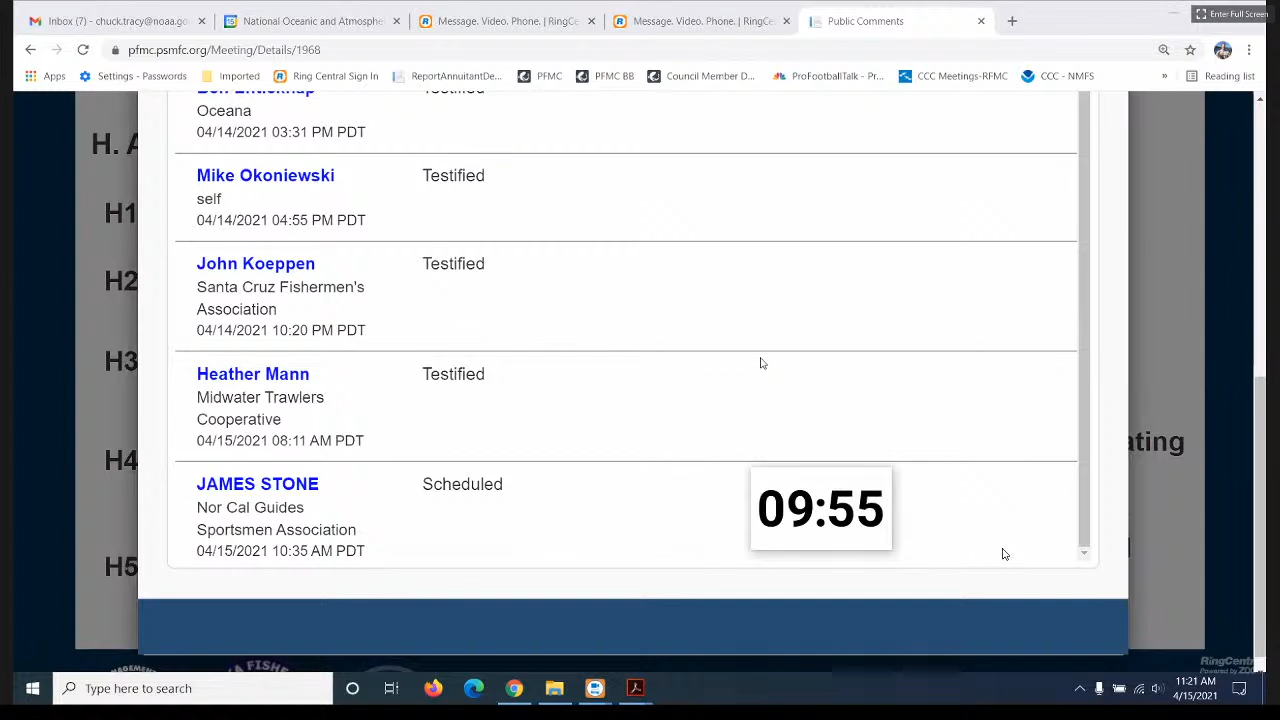 Inbox (7) - chuck.tracy@noaa.go
National Oceanic and Atmosphe
Message. Video. Phone. | RingCe
Message. Video. Phone. | RingCe
Public Comments
Enter Full Screen
pfmc.psmfc.org/Meeting/Details/1968
Apps
Settings - Passwords
Imported
Ring Central Sign In
ReportAnnuitantDe...
PFMC
PFMC BB
Council Member D...
ProFootballTalk - Pr...
CCC Meetings-RFMC
CCC - NMFS
»
Reading list
Testified
Oceana
04/14/2021 03:31 PM PDT
H. A
Mike Okoniewski
Testified
self
04/14/2021 04:55 PM PDT
H1
John Koeppen
Testified
H2
Santa Cruz Fishermen's
Association
04/14/2021 10:20 PM PDT
H3
Heather Mann
Testified
Midwater Trawlers
Cooperative
04/15/2021 08:11 AM PDT
ating
H4
JAMES STONE
Scheduled
09:55
Nor Cal Guides
Sportsmen Association
04/15/2021 10:35 AM PDT
H5
RingCentr
Powered by ZOO
Type here to search
11:21 AM
4/15/2021